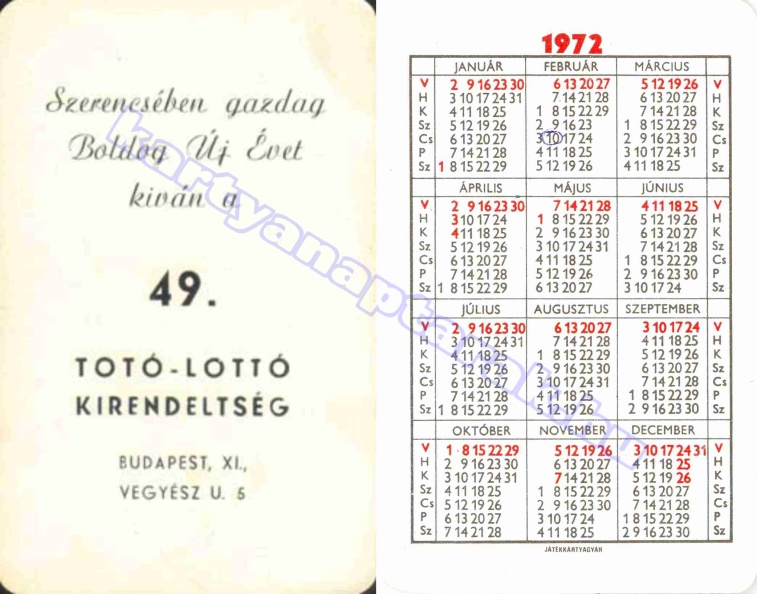 Szerencsében gazdag
Boldog Új Évet
kiván a
49.
TOTÓ-LOTTÓ
KIRENDELTSÉG
BUDAPEST, XI.,
VEGYÉSZ U. 5
kartyanaptarak.hu
1972
JANUÁR FEBRUÁR MÁRCIUS
V 2 9 16 23 30 6 13 20 27 5 12 19 26 V
H 3 10 17 24 31 7 14 21 28 6 13 20 27 H
K 4 11 18 25 1 8 15 22 29 7 14 21 28 K
Sz 5 12 19 26 2 9 16 23 1 8 15 22 29 Sz
Cs 6 13 20 27 3 10 17 24 2 9 16 23 30 Cs
P 7 14 21 28 4 11 18 25 3 10 17 24 31 P
Sz 1 8 15 22 29 5 12 19 26 4 11 18 25 Sz
ÁPRILIS MÁJUS JÚNIUS
V 2 9 16 23 30 7 14 21 28 4 11 18 25 V
H 3 10 17 24 1 8 15 22 29 5 12 19 26 H
K 4 11 18 25 2 9 16 23 30 6 13 20 27 K
Sz 5 12 19 26 3 10 17 24 31 7 14 21 28 Sz
Cs 6 13 20 27 4 11 18 25 1 8 15 22 29 Cs
P 7 14 21 28 5 12 19 26 2 9 16 23 30 P
Sz 1 8 15 22 29 6 13 20 27 3 10 17 24 Sz
JÚLIUS AUGUSZTUS SZEPTEMBER
V 2 9 16 23 30 6 13 20 27 3 10 17 24 V
H 3 10 17 24 31 7 14 21 28 4 11 18 25 H
K 4 11 18 25 1 8 15 22 29 5 12 19 26 K
Sz 5 12 19 26 2 9 16 23 30 6 13 20 27 Sz
Cs 6 13 20 27 3 10 17 24 31 7 14 21 28 Cs
P 7 14 21 28 4 11 18 25 1 8 15 22 29 P
Sz 1 8 15 22 29 5 12 19 26 2 9 16 23 30 Sz
OKTÓBER NOVEMBER DECEMBER
V 1 8 15 22 29 5 12 19 26 3 10 17 24 31 V
H 2 9 16 23 30 6 13 20 27 4 11 18 25 H
K 3 10 17 24 31 7 14 21 28 5 12 19 26 K
Sz 4 11 18 25 1 8 15 22 29 6 13 20 27 Sz
Cs 5 12 19 26 2 9 16 23 30 7 14 21 28 Cs
P 6 13 20 27 3 10 17 24 1 8 15 22 29 P
Sz 7 14 21 28 4 11 18 25 2 9 16 23 30 Sz
JÁTÉKKÁRTYAGYÁR